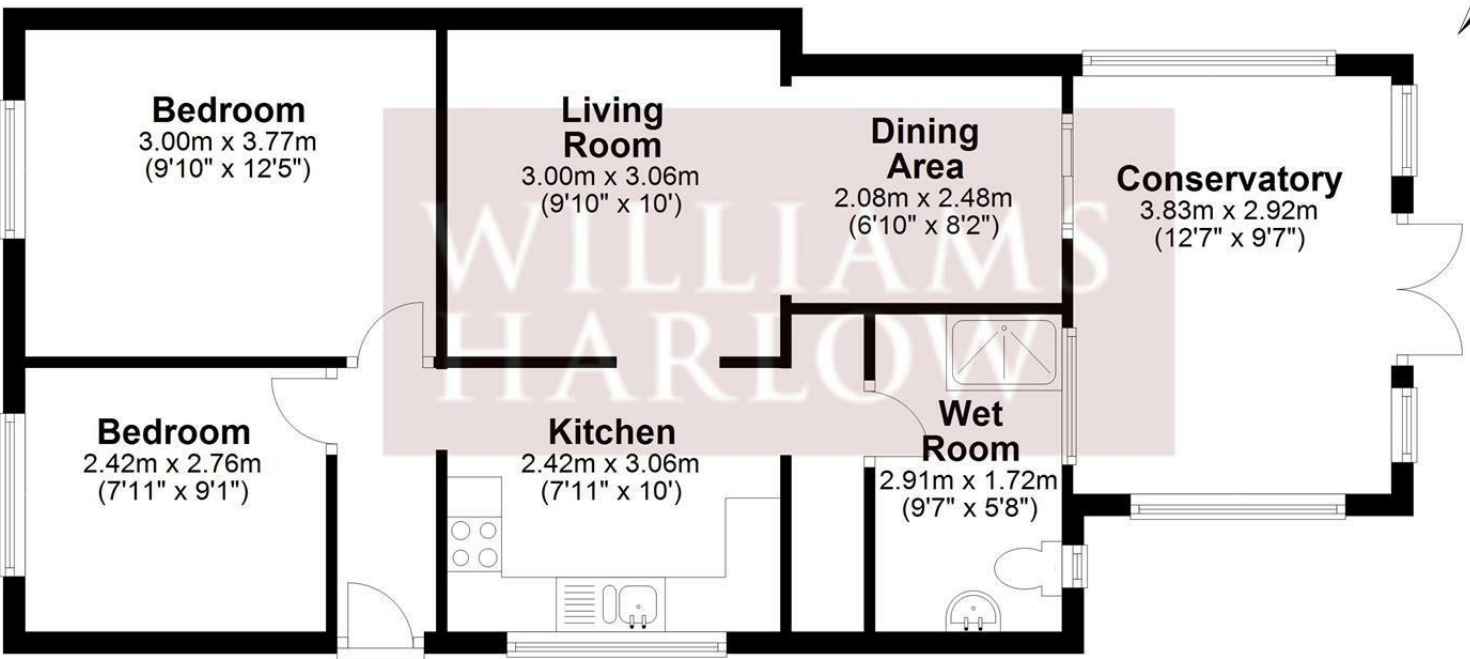 Bedroom
3.00m x 3.77m
(9'10" x 12'5")
Living
Room
3.00m x 3.06m
(9'10" x 10')
Dining
Area
2.08m x 2.48m
(6'10" x 8'2")
Conservatory
3.83m x 2.92m
(12'7" x 9'7")
WILLIAMS
HARLOW
Bedroom
2.42m x 2.76m
(7'11" x 9'1")
Kitchen
2.42m x 3.06m
(7'11" x 10')
Wet
Room
2.91m x 1.72m
(9'7" x 5'8")